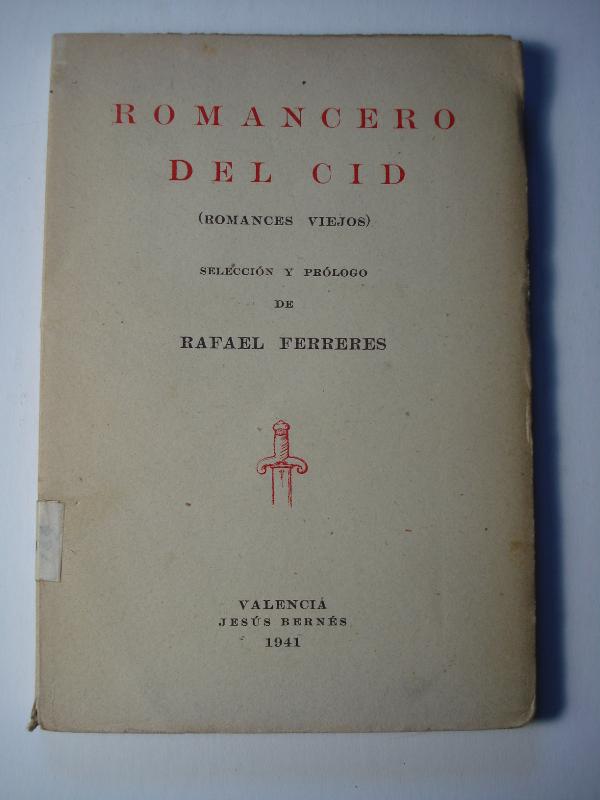 ROMANCERO
DEL CID
(ROMANCES VIEJOS)
SELECCIÓN Y PRÓLOGO
DE
RAFAEL FERRERES
VALENCIA
JESÚS BERNÉS
1941